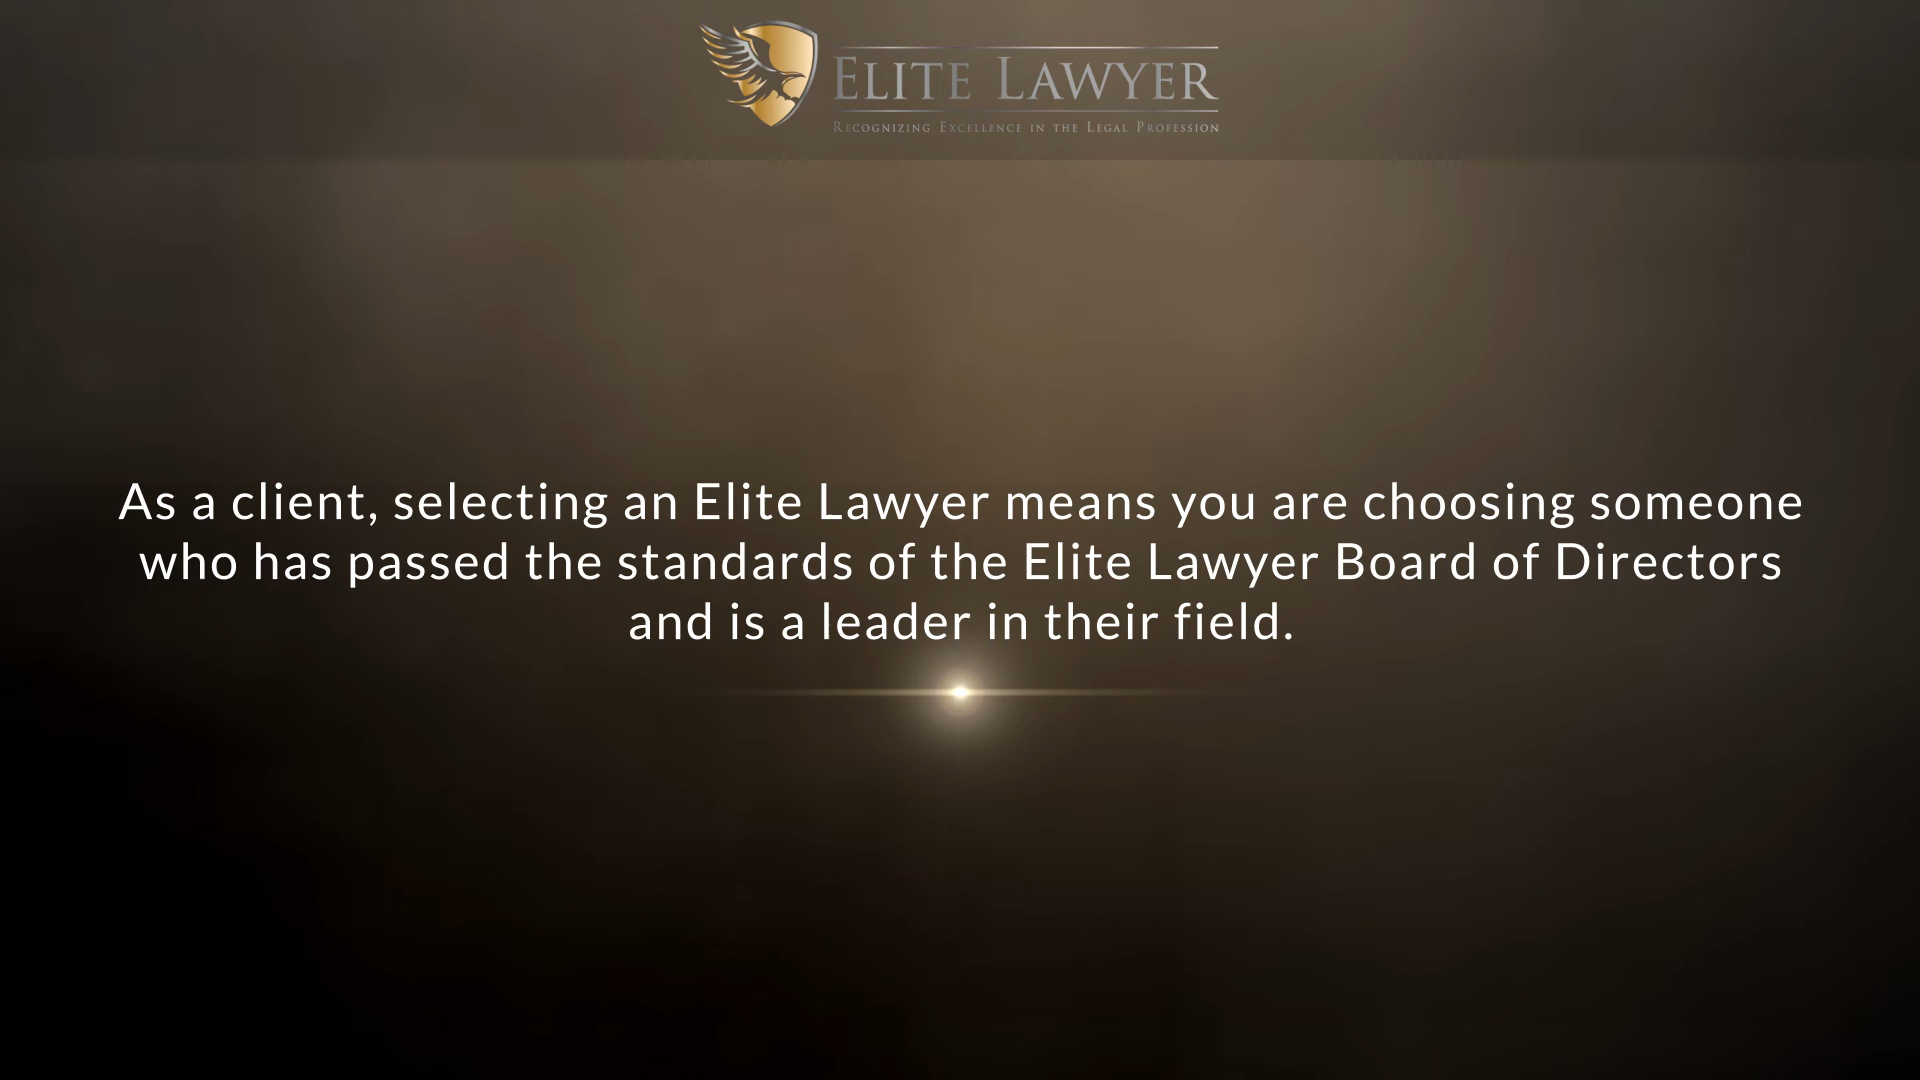 ELITE LAWYER
RECOGNIZING EXCELLENCE IN THE LEGAL PROFESSION
As a client, selecting an Elite Lawyer means you are choosing someone
who has passed the standards of the Elite Lawyer Board of Directors
and is a leader in their field.